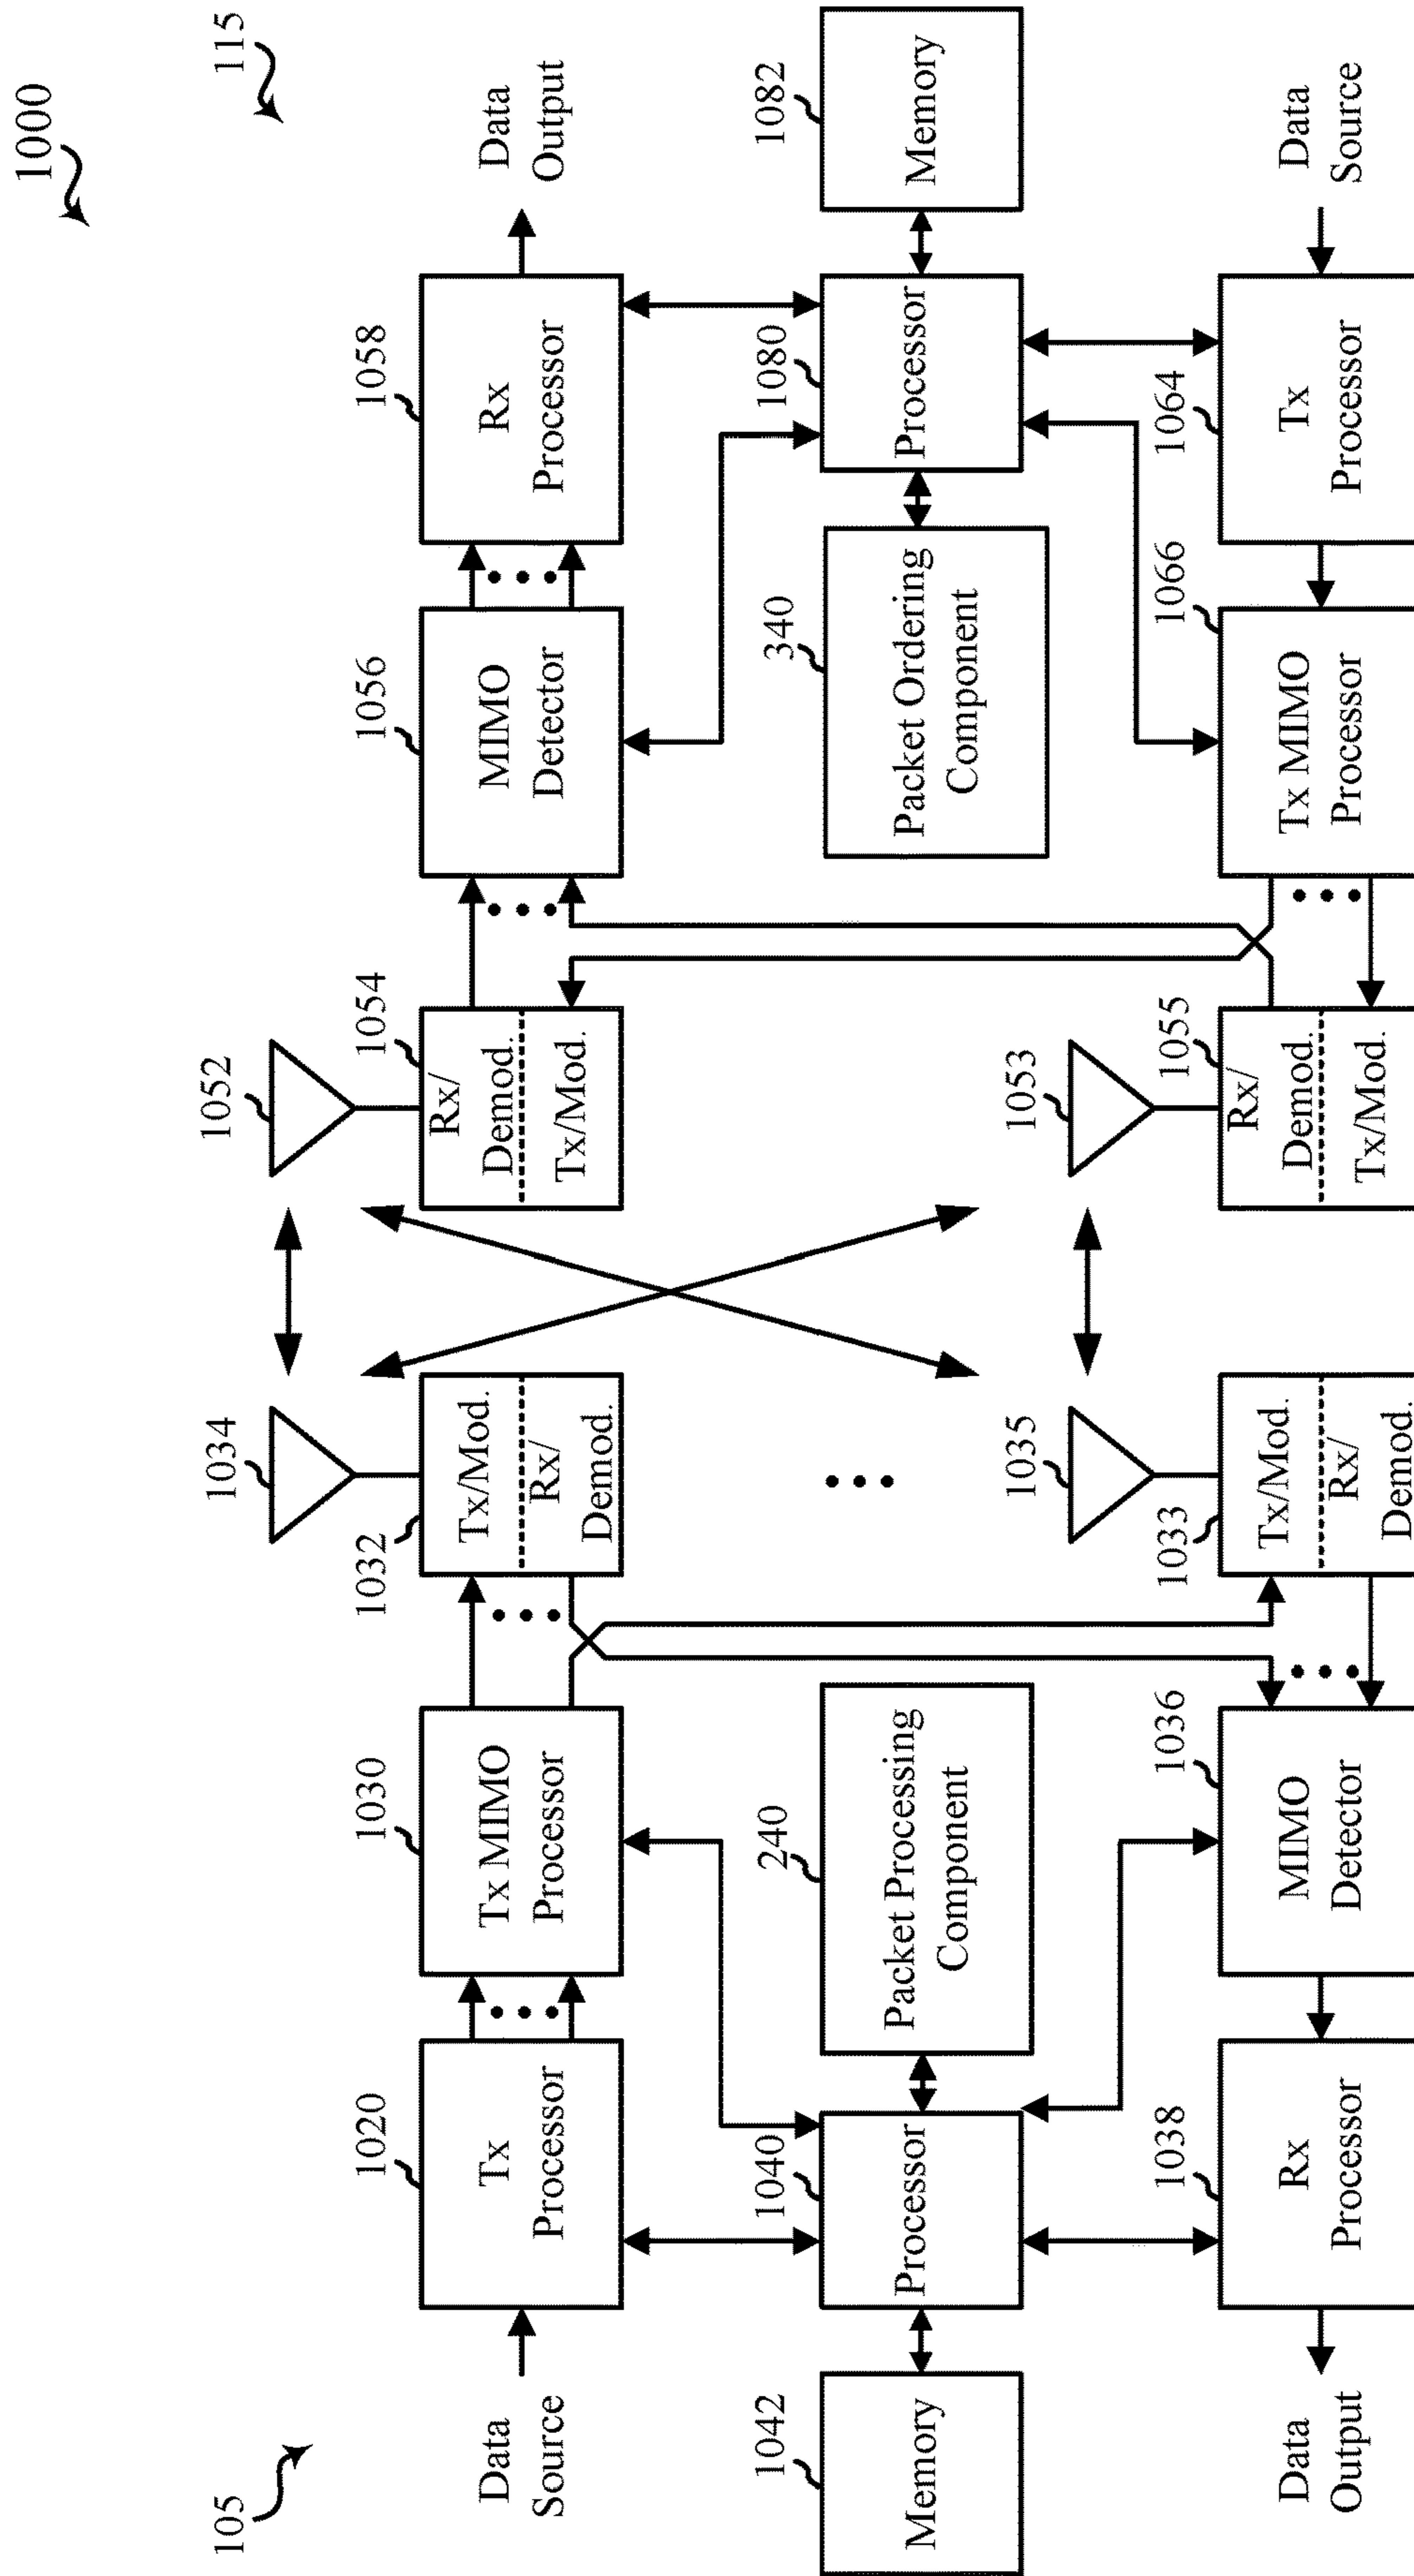 1000
105
115
1034
1052
Data
Source
1020
Tx
Processor
1030
Tx MIMO
Processor
1032
Tx/Mod.
Rx/
Demod.
1054
Rx/
Demod.
Tx/Mod.
1056
MIMO
Detector
1058
Rx
Processor
Data
Output
1042
Memory
1040
Processor
240
Packet Processing
Component
340
Packet Ordering
Component
1080
Processor
1082
Memory
1035
1053
Data
Output
1038
Rx
Processor
1036
MIMO
Detector
1033
Tx/Mod.
Rx/
Demod.
1055
Rx/
Demod.
Tx/Mod.
1066
Tx MIMO
Processor
1064
Tx
Processor
Data
Source